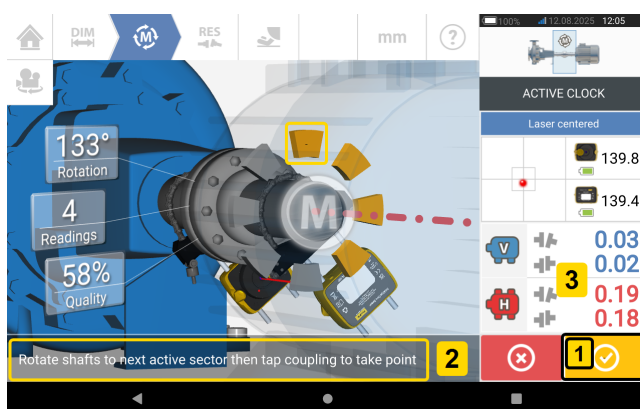 DIM
M
RES
mm
?
100%
12.08.2025
12:05
M
ACTIVE CLOCK
Laser centered
133°
Rotation
4
Readings
58%
Quality
M
139.8
139.4
V
0.03
0.02
3
H
0.19
0.18
Rotate shafts to next active sector then tap coupling to take point
2
1